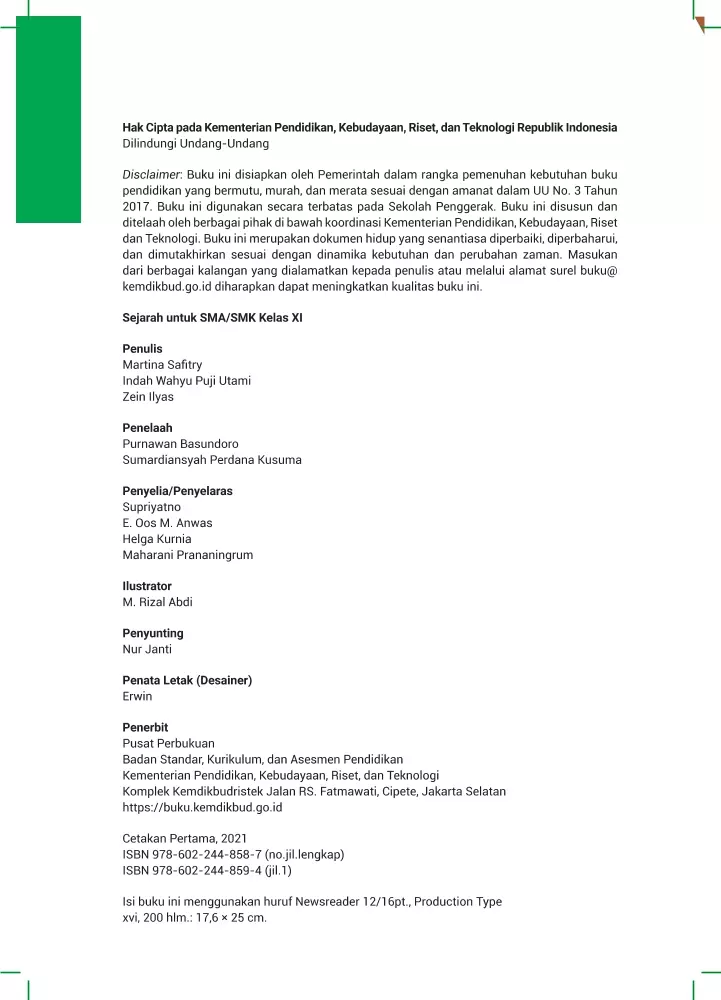 Hak Cipta pada Kementerian Pendidikan, Kebudayaan, Riset, dan Teknologi Republik Indonesia
Dilindungi Undang-Undang
Disclaimer: Buku ini disiapkan oleh Pemerintah dalam rangka pemenuhan kebutuhan buku
pendidikan yang bermutu, murah, dan merata sesuai dengan amanat dalam UU No. 3 Tahun
2017. Buku ini digunakan secara terbatas pada Sekolah Penggerak. Buku ini disusun dan
ditelaah oleh berbagai pihak di bawah koordinasi Kementerian Pendidikan, Kebudayaan, Riset
dan Teknologi. Buku ini merupakan dokumen hidup yang senantiasa diperbaiki, diperbaharui,
dan dimutakhirkan sesuai dengan dinamika kebutuhan dan perubahan zaman. Masukan
dari berbagai kalangan yang dialamatkan kepada penulis atau melalui alamat surel buku@
kemdikbud.go.id diharapkan dapat meningkatkan kualitas buku ini.
Sejarah untuk SMA/SMK Kelas XI
Penulis
Martina Safitry
Indah Wahyu Puji Utami
Zein Ilyas
Penelaah
Purnawan Basundoro
Sumardiansyah Perdana Kusuma
Penyelia/Penyelaras
Supriyatno
E. Oos M. Anwas
Helga Kurnia
Maharani Prananingrum
Ilustrator
M. Rizal Abdi
Penyunting
Nur Janti
Penata Letak (Desainer)
Erwin
Penerbit
Pusat Perbukuan
Badan Standar, Kurikulum, dan Asesmen Pendidikan
Kementerian Pendidikan, Kebudayaan, Riset, dan Teknologi
Komplek Kemdikbudristek Jalan RS. Fatmawati, Cipete, Jakarta Selatan
https://buku.kemdikbud.go.id
Cetakan Pertama, 2021
ISBN 978-602-244-858-7 (no.jil.lengkap)
ISBN 978-602-244-859-4 (jil.1)
Isi buku ini menggunakan huruf Newsreader 12/16pt., Production Type
xvi, 200 hlm.: 17,6 × 25 cm.